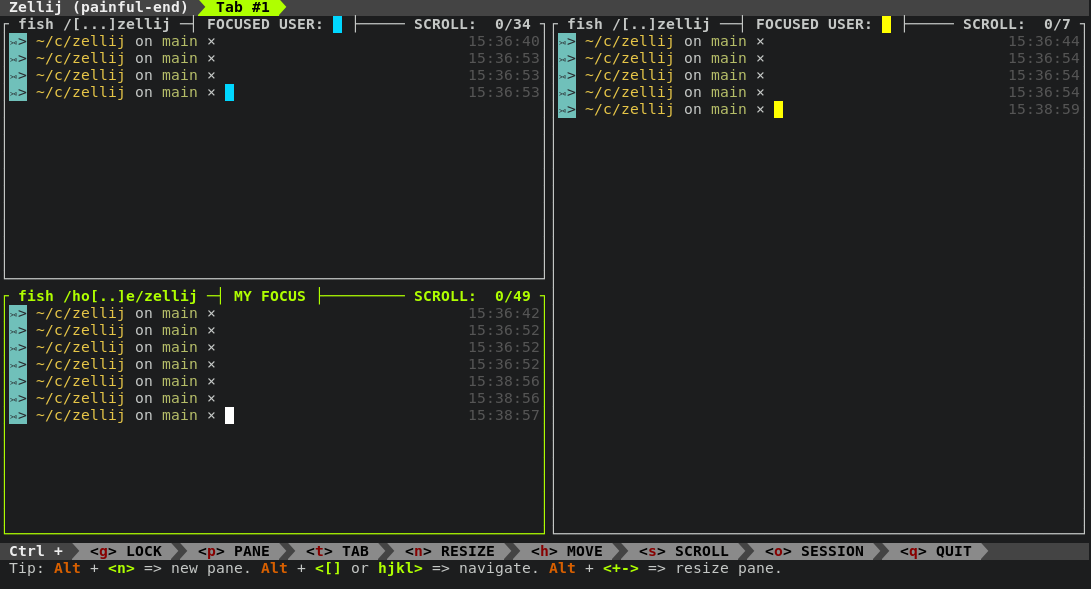 Zellij (painful-end) Tab #1
fish /[...]zellij FOCUSED USER: SCROLL: 0/34
~/c/zellij on main × 15:36:40
~/c/zellij on main × 15:36:53
~/c/zellij on main × 15:36:53
~/c/zellij on main × 15:36:53
fish /ho[..]e/zellij MY FOCUS SCROLL: 0/49
~/c/zellij on main × 15:36:42
~/c/zellij on main × 15:36:52
~/c/zellij on main × 15:36:52
~/c/zellij on main × 15:36:52
~/c/zellij on main × 15:38:56
~/c/zellij on main × 15:38:56
~/c/zellij on main × 15:38:57
fish /[..]zellij FOCUSED USER: SCROLL: 0/7
~/c/zellij on main × 15:36:44
~/c/zellij on main × 15:36:54
~/c/zellij on main × 15:36:54
~/c/zellij on main × 15:36:54
~/c/zellij on main × 15:38:59
Ctrl + <g> LOCK <p> PANE <t> TAB <n> RESIZE <h> MOVE <s> SCROLL <o> SESSION <q> QUIT
Tip: Alt + <n> => new pane. Alt + <[] or hjkl> => navigate. Alt + <+-> => resize pane.